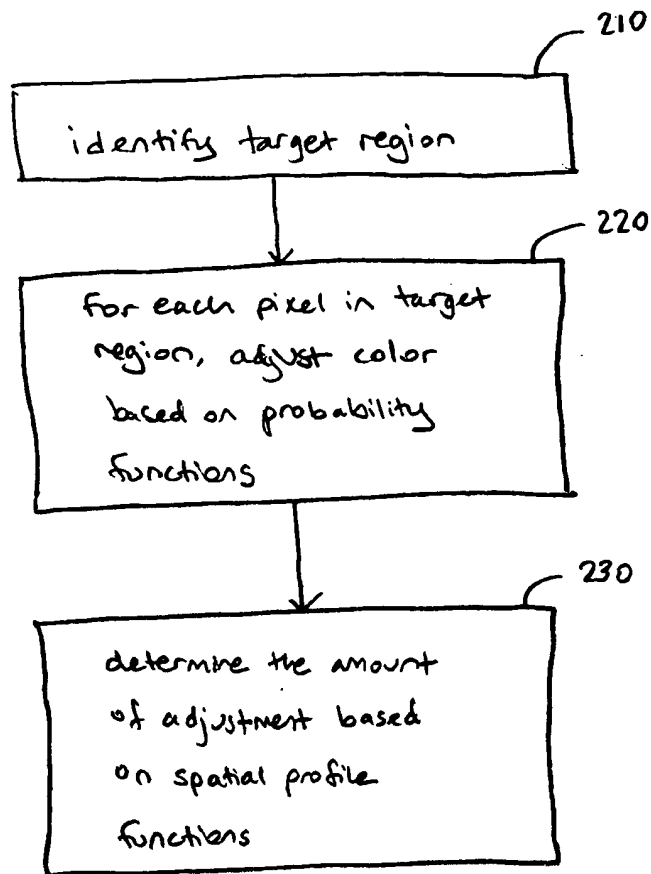 210
identify target region
220
for each pixel in target
region, adjust color
based on probability
functions
230
determine the amount
of adjustment based
on spatial profile
functions